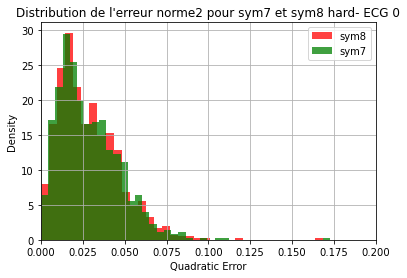 Distribution de l'erreur norme2 pour sym7 et sym8 hard- ECG 0
sym8
sym7
30
25
20
15
10
5
0
Density
0.000 0.025 0.050 0.075 0.100 0.125 0.150 0.175 0.200
Quadratic Error